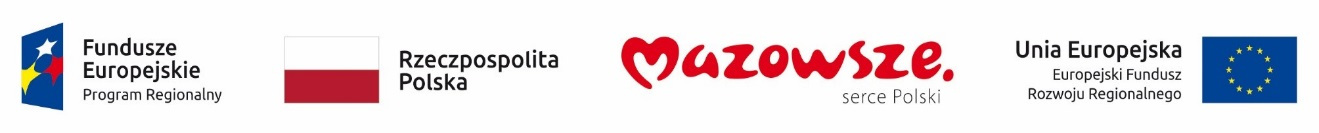 Fundusze
Europejskie
Program Regionalny
Rzeczpospolita
Polska
Mazowsze.
serce Polski
Unia Europejska
Europejski Fundusz
Rozwoju Regionalnego